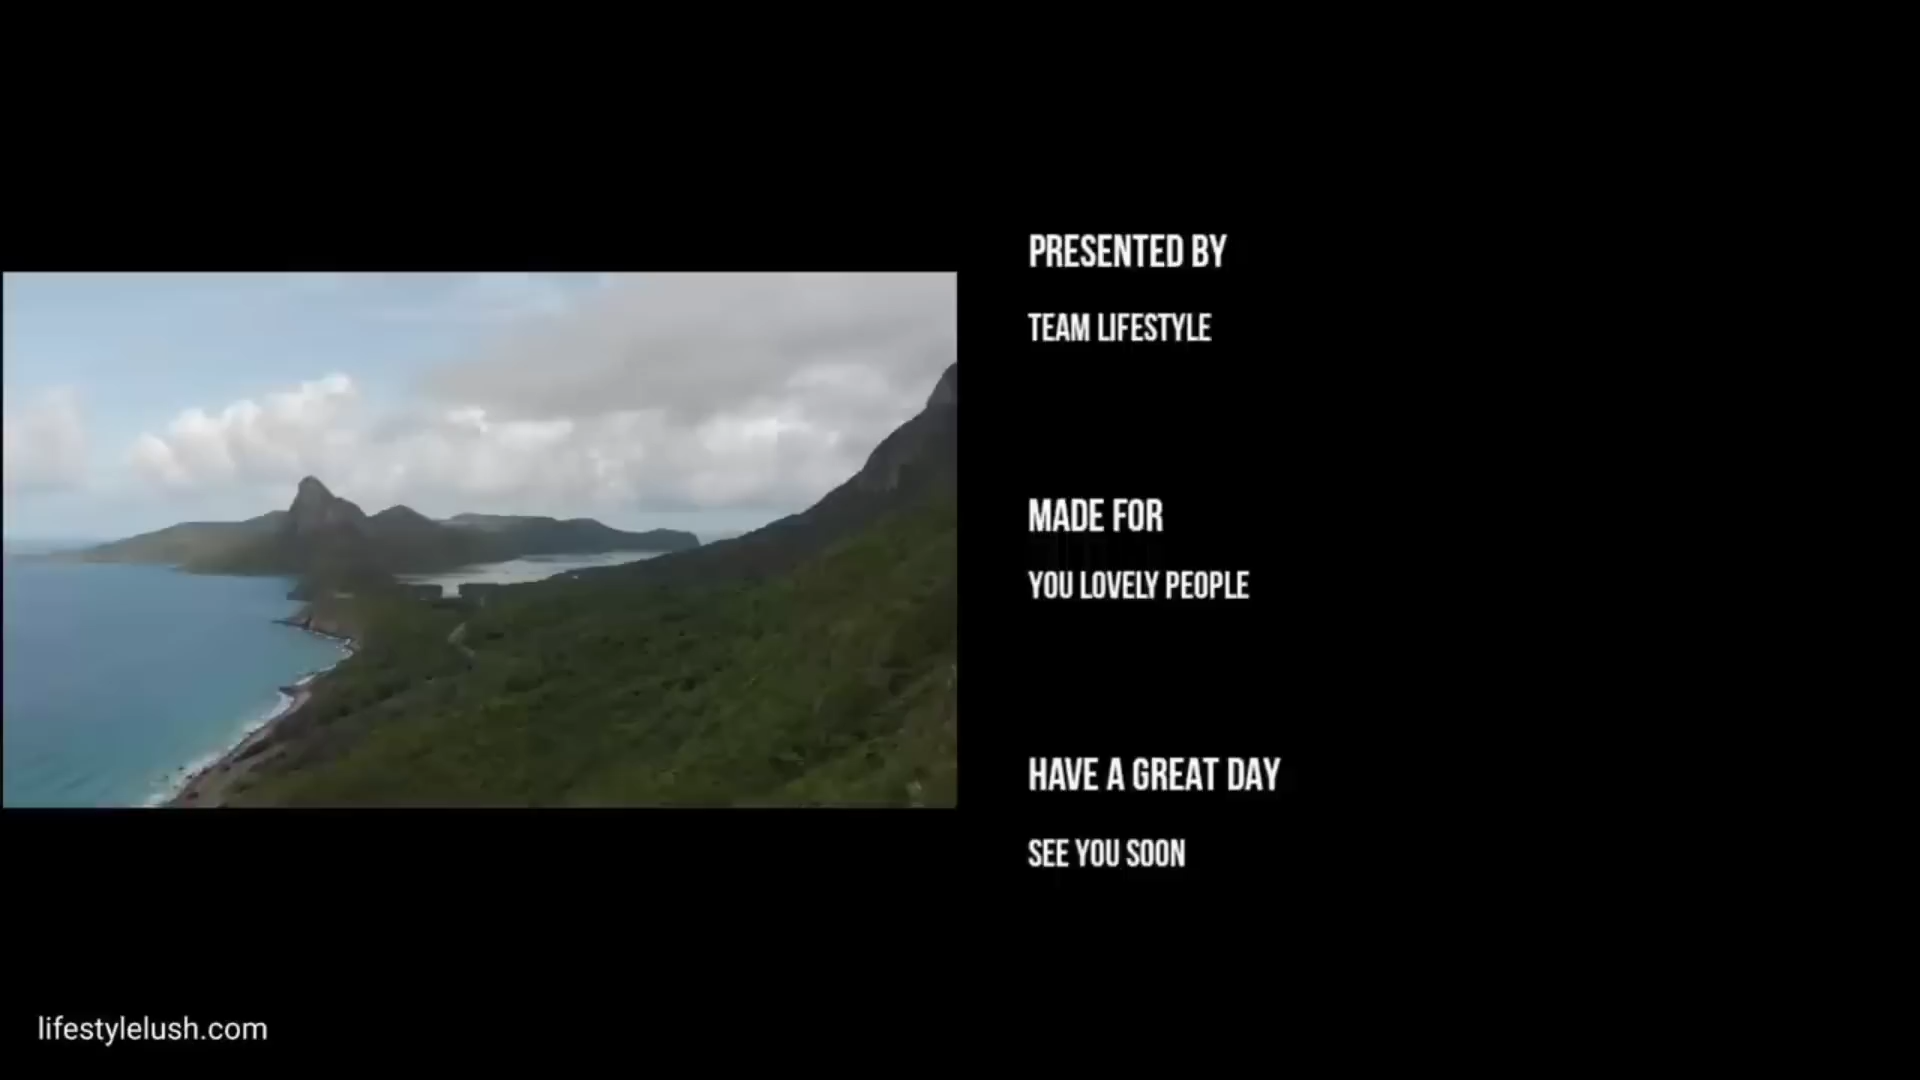 PRESENTED BY
TEAM LIFESTYLE
MADE FOR
YOU LOVELY PEOPLE
HAVE A GREAT DAY
SEE YOU SOON
lifestylelush.com